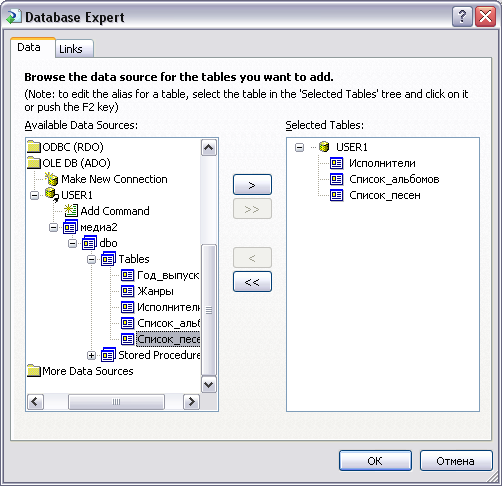 Database Expert
Data
Links
Browse the data source for the tables you want to add.
(Note: to edit the alias for a table, select the table in the 'Selected Tables' tree and click on it
or push the F2 key)
Available Data Sources:
ODBC (RDO)
OLE DB (ADO)
Make New Connection
USER1
Add Command
медиа2
dbo
Tables
Год_выпуск
Жанры
Исполнители
Список_альб
Список_песе
Stored Procedure
More Data Sources
>
>>
<
<<
Selected Tables:
USER1
Исполнители
Список_альбомов
Список_песен
OK
Отмена